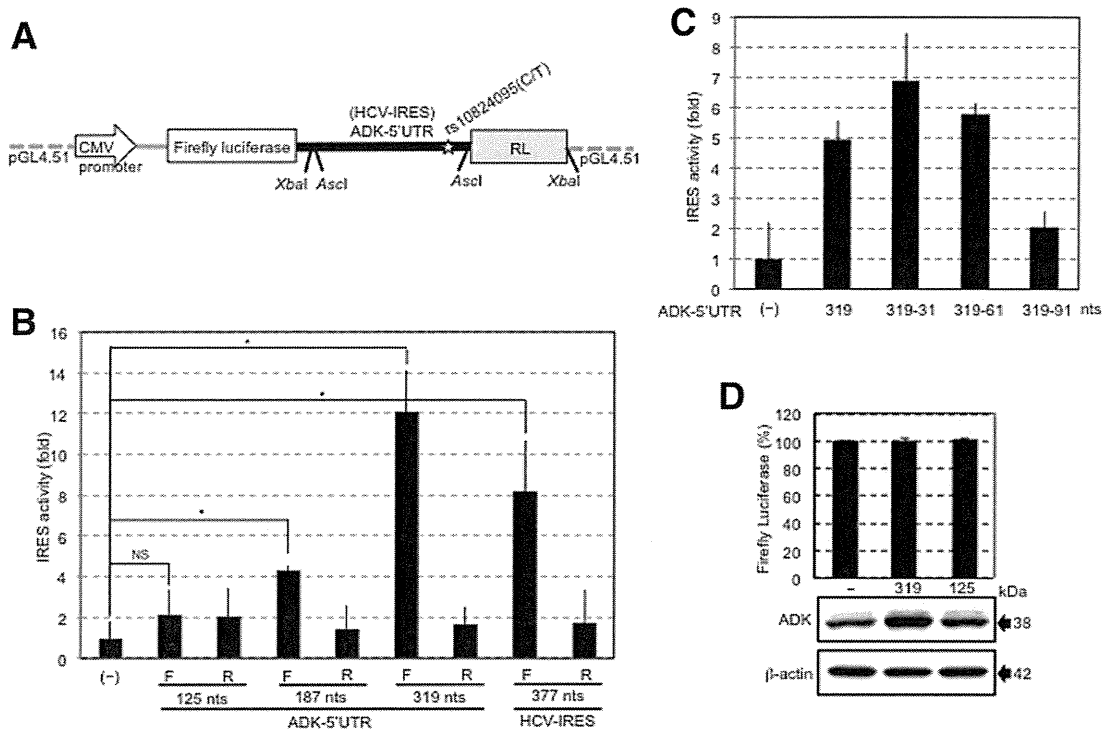 A
(HCV-IRES)
ADK-5'UTR
rs10824095(C/T)
pGL4.51
CMV
promoter
Firefly luciferase
RL
pGL4.51
XbaI
AscI
AscI
XbaI
B
IRES activity (fold)
16
14
12
10
8
6
4
2
0
*
*
*
NS
(−)
F
R
F
R
F
R
F
R
125 nts
187 nts
319 nts
377 nts
ADK-5'UTR
HCV-IRES
C
IRES activity (fold)
9
8
7
6
5
4
3
2
1
0
ADK-5'UTR
(−)
319
319-31
319-61
319-91
nts
D
Firefly Luciferase (%)
120
100
80
60
40
20
0
−
319
125
kDa
ADK
38
β-actin
42